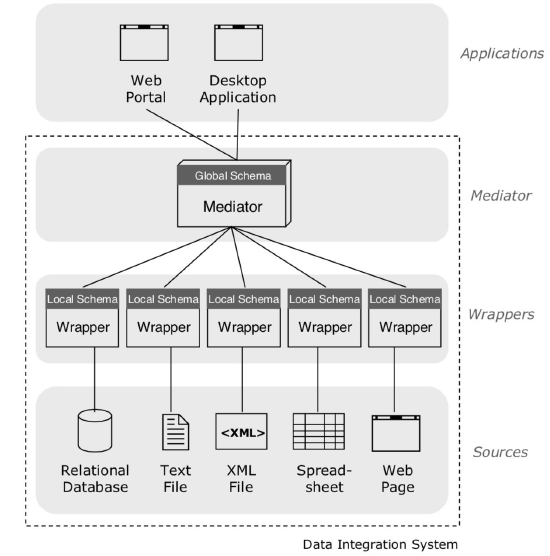 Applications
Web
Portal
Desktop
Application
Global Schema
Mediator
Mediator
Local Schema
Wrapper
Local Schema
Wrapper
Local Schema
Wrapper
Local Schema
Wrapper
Local Schema
Wrapper
Wrappers
<XML>
Relational
Database
Text
File
XML
File
Spread-
sheet
Web
Page
Sources
Data Integration System